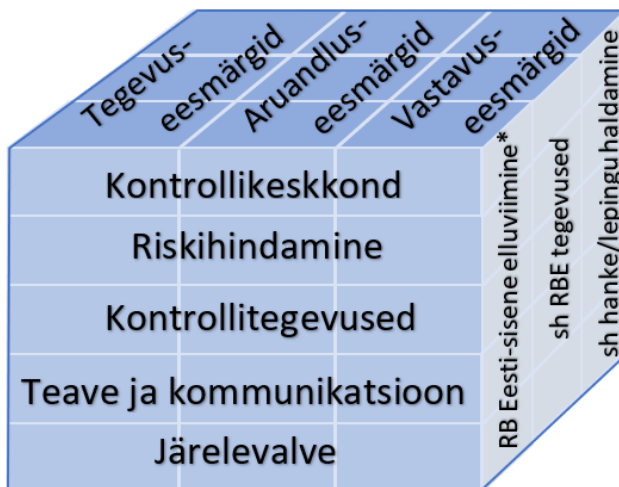 Tegevus-
eesmärgid
Aruandlus-
eesmärgid
Vastavus-
eesmärgid
Kontrollikeskkond
Riskihindamine
Kontrollitegevused
Teave ja kommunikatsioon
Järelevalve
RB Eesti-sisene elluviimine*
sh RBE tegevused
sh hanke/lepingu haldamine